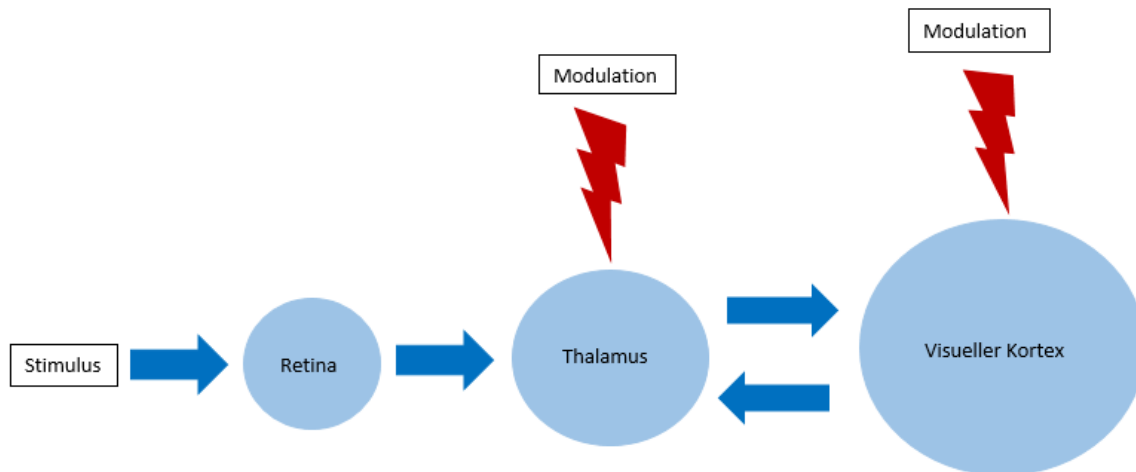 Modulation
Modulation
Stimulus
Retina
Thalamus
Visueller Kortex